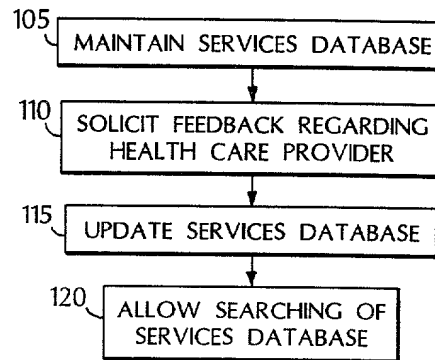 105
MAINTAIN SERVICES DATABASE
110
SOLICIT FEEDBACK REGARDING
HEALTH CARE PROVIDER
115
UPDATE SERVICES DATABASE
120
ALLOW SEARCHING OF
SERVICES DATABASE